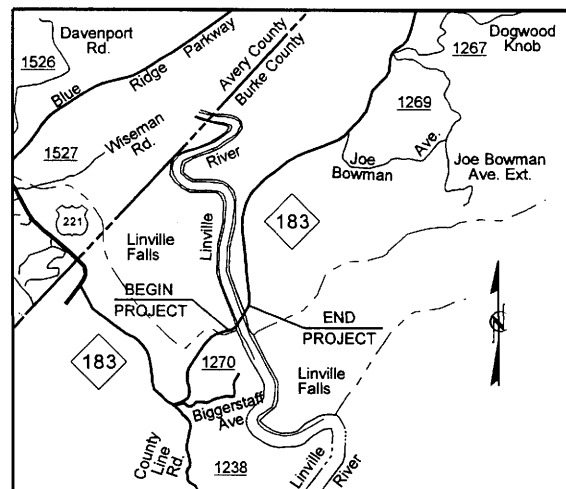 Davenport
Rd.
1526
Blue Ridge Parkway
Avery County
Burke County
1267
Dogwood
Knob
1269
Joe
Bowman
Ave.
Joe Bowman
Ave. Ext.
1527
Wiseman Rd.
River
Linville
221
Linville
Falls
183
BEGIN
PROJECT
END
PROJECT
N
183
1270
Linville
Falls
Biggerstaff
Ave.
County
Line
Rd.
1238
Linville
River